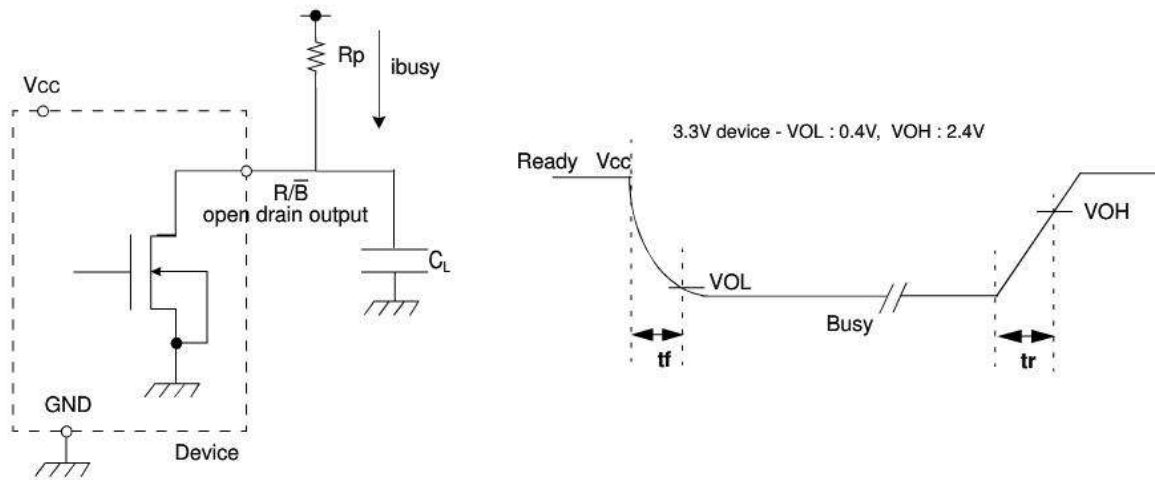 Rp
ibusy
Vcc
R/B̅
open drain output
CL
GND
Device
3.3V device - VOL : 0.4V, VOH : 2.4V
Ready Vcc
VOH
VOL
Busy
tf
tr